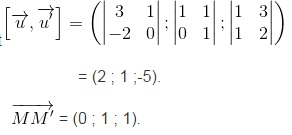 [u⃗, u'⃗] = (|3 1; -2 0| ; |1 1; 0 1| ; |1 3; 1 2|)
= (2 ; 1 ;-5).
MM'⃗ = (0 ; 1 ; 1).